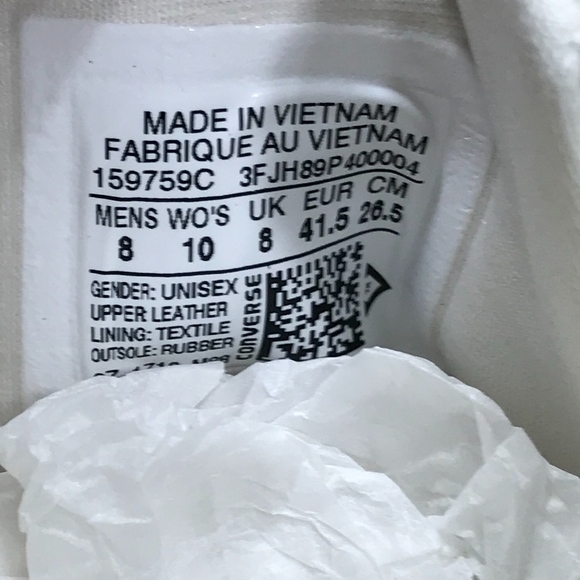 MADE IN VIETNAM
FABRIQUE AU VIETNAM
159759C 3FJH89P400004
MENS WO'S UK EUR CM
8 10 8 41.5 26.5
GENDER: UNISEX
UPPER LEATHER
LINING: TEXTILE
OUTSOLE: RUBBER
CONVERSE